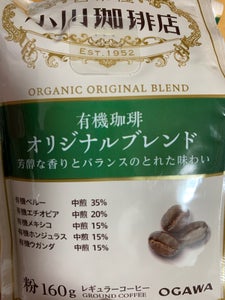 小川珈琲店
EST.1952
ORGANIC ORIGINAL BLEND
有機珈琲
オリジナルブレンド
芳醇な香りとバランスのとれた味わい
有機ペルー 中煎 35%
有機エチオピア 中煎 20%
有機メキシコ 中煎 15%
有機ホンジュラス 中煎 15%
有機ウガンダ 中煎 15%
粉160g レギュラーコーヒー
GROUND COFFEE
OGAWA